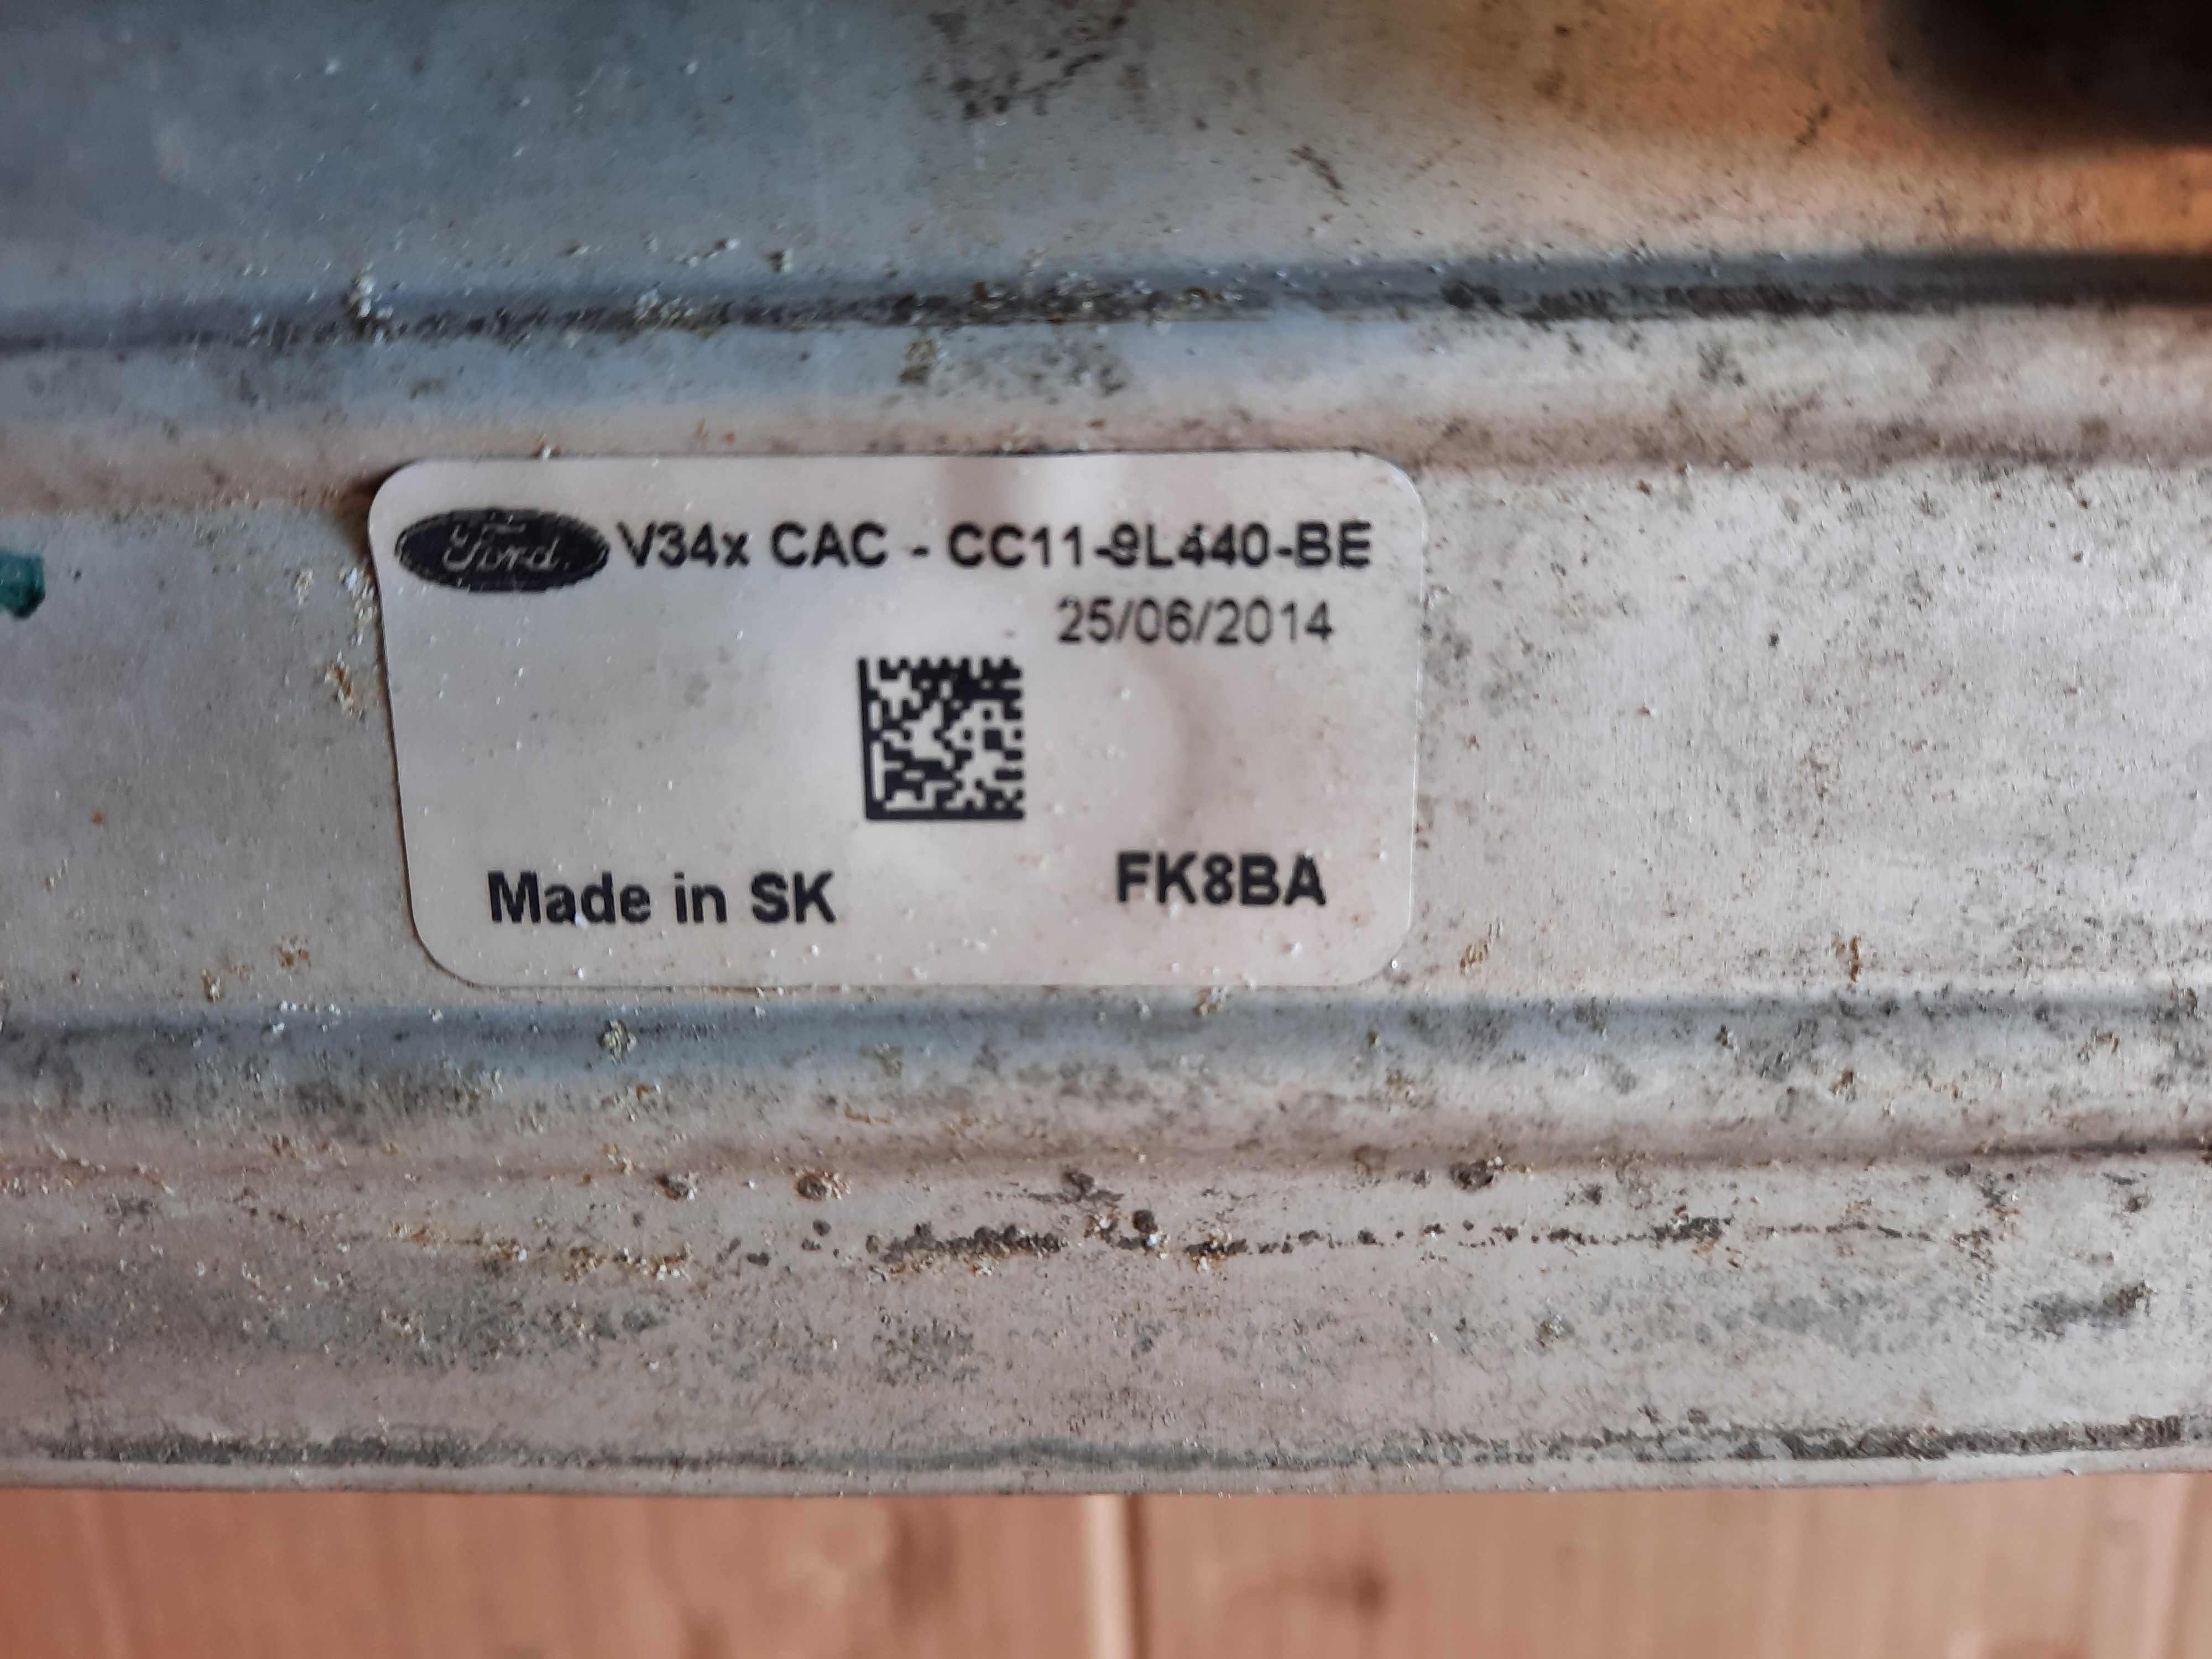 Ford V34x CAC - CC11-9L440-BE
25/06/2014
Made in SK FK8BA